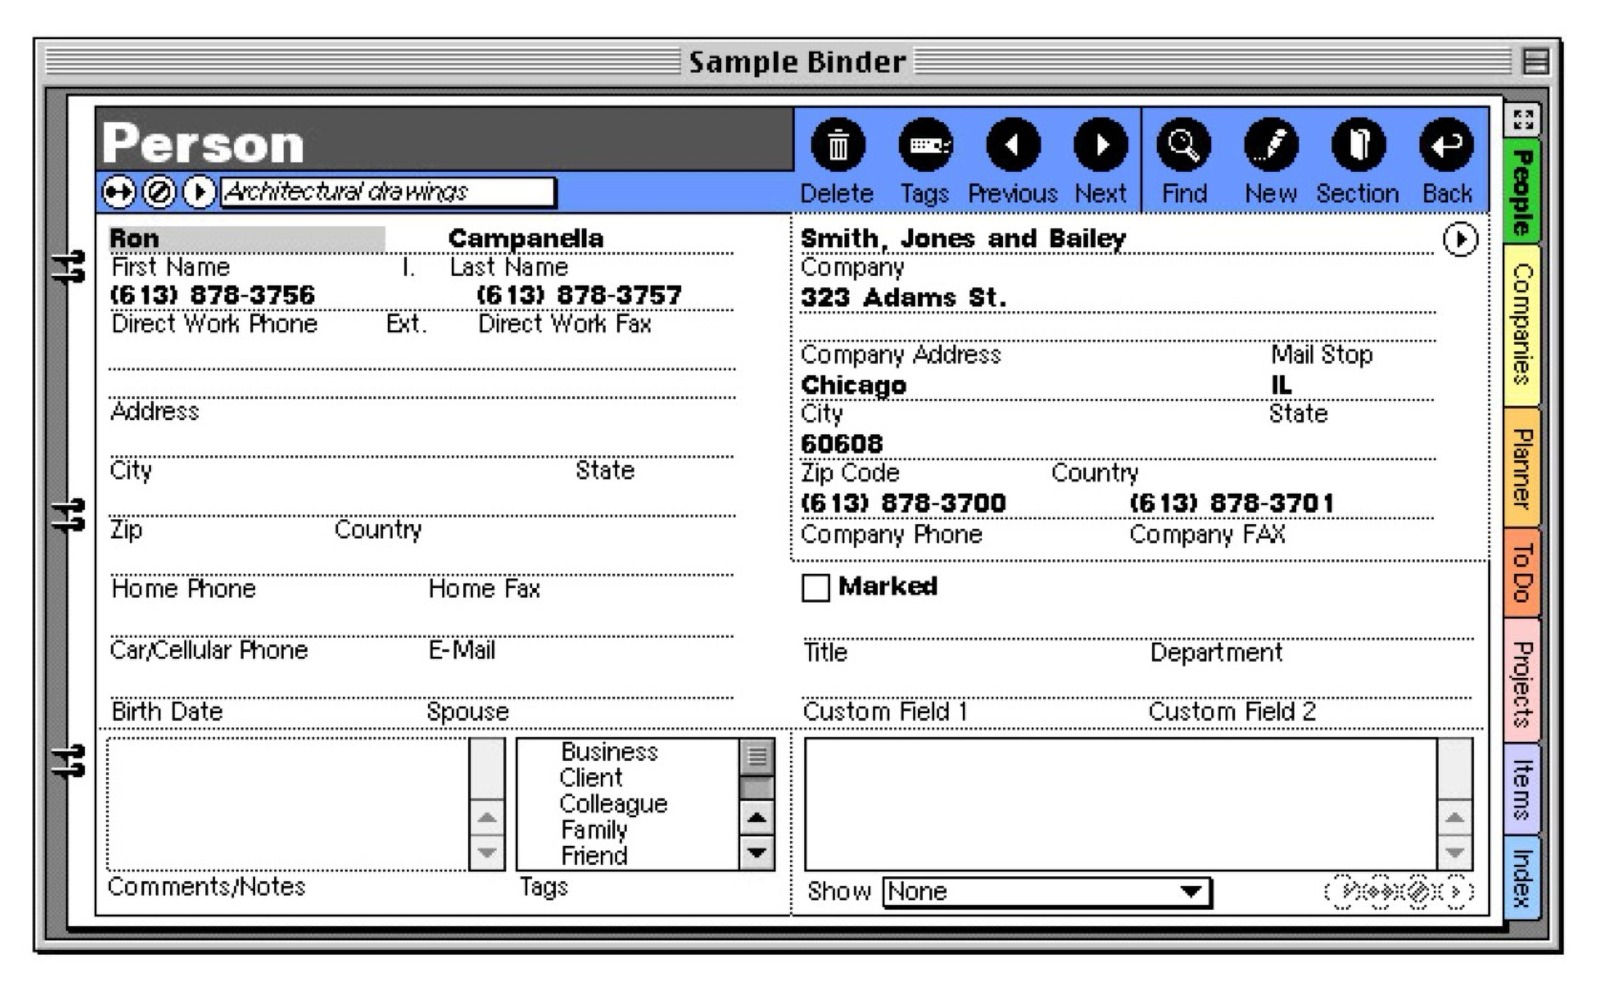 Sample Binder
Person
Architectural drawings
Delete Tags Previous Next Find New Section Back
Ron Campanella
First Name I. Last Name
(613) 878-3756 (613) 878-3757
Direct Work Phone Ext. Direct Work Fax
Address
City State
Zip Country
Home Phone Home Fax
Car/Cellular Phone E-Mail
Birth Date Spouse
Smith, Jones and Bailey
Company
323 Adams St.
Company Address Mail Stop
Chicago IL
City State
60608
Zip Code Country
(613) 878-3700 (613) 878-3701
Company Phone Company FAX
Marked
Title Department
Custom Field 1 Custom Field 2
Business
Client
Colleague
Family
Friend
Comments/Notes Tags
Show None
People
Companies
Planner
To Do
Projects
Items
Index